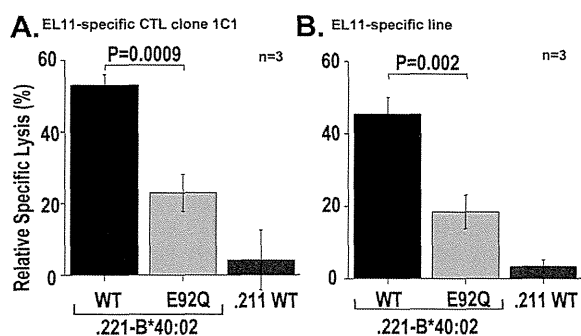 A. EL11-specific CTL clone 1C1
P=0.0009
n=3
Relative Specific Lysis (%)
60
40
20
0
WT
E92Q
.211 WT
.221-B*40:02
B. EL11-specific line
P=0.002
n=3
60
40
20
0
WT
E92Q
.211 WT
.221-B*40:02